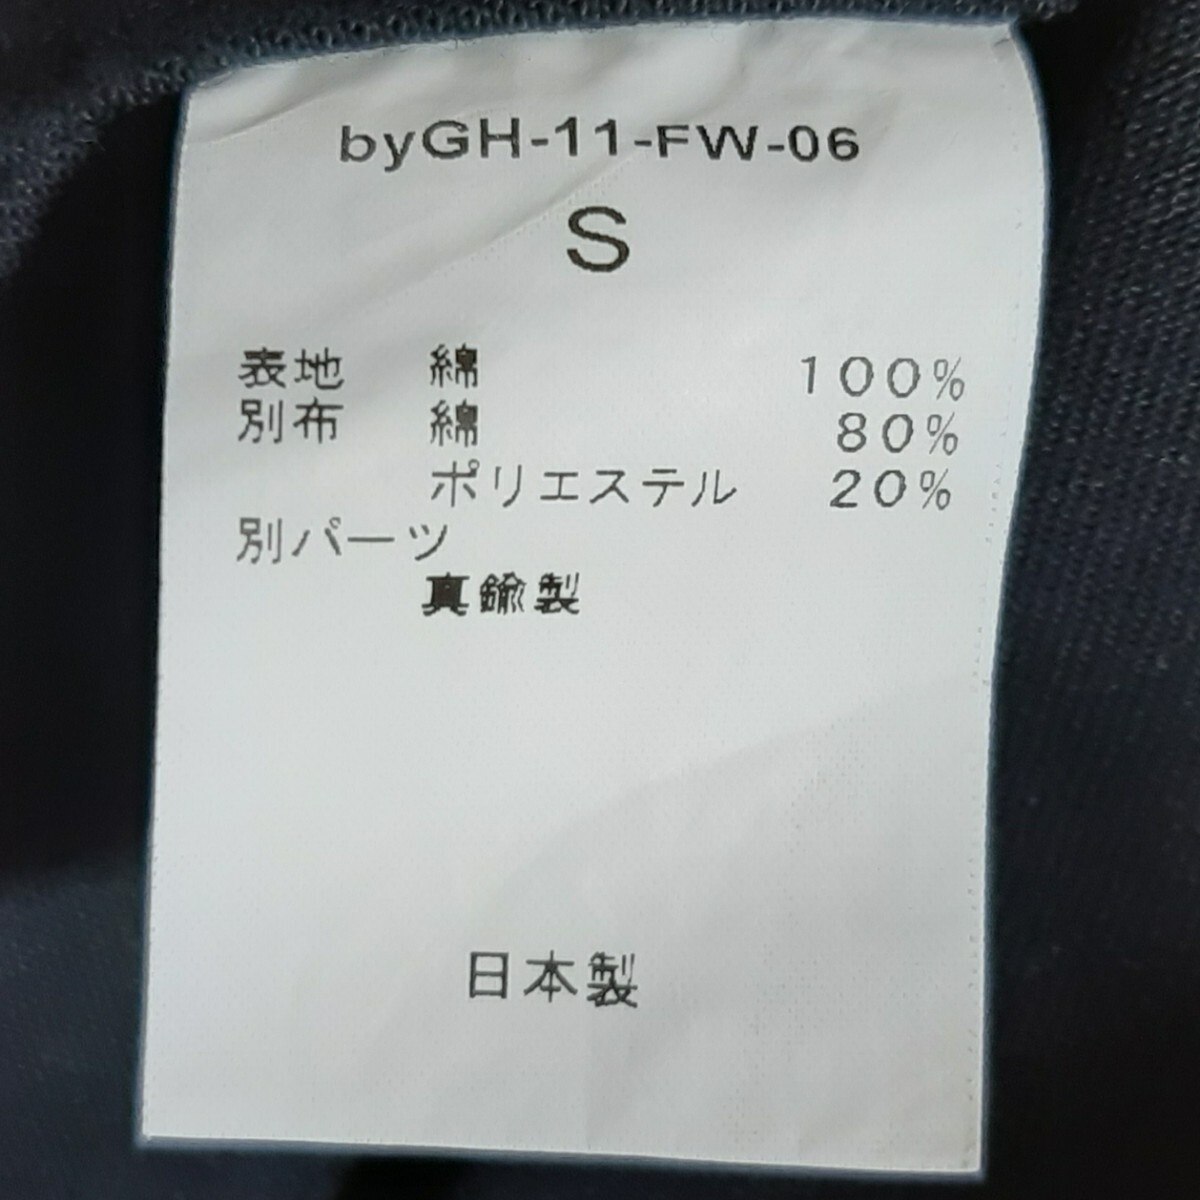 byGH-11-FW-06
S
表地 綿 100%
別布 綿 80%
ポリエステル 20%
別パーツ
真鍮製
日本製